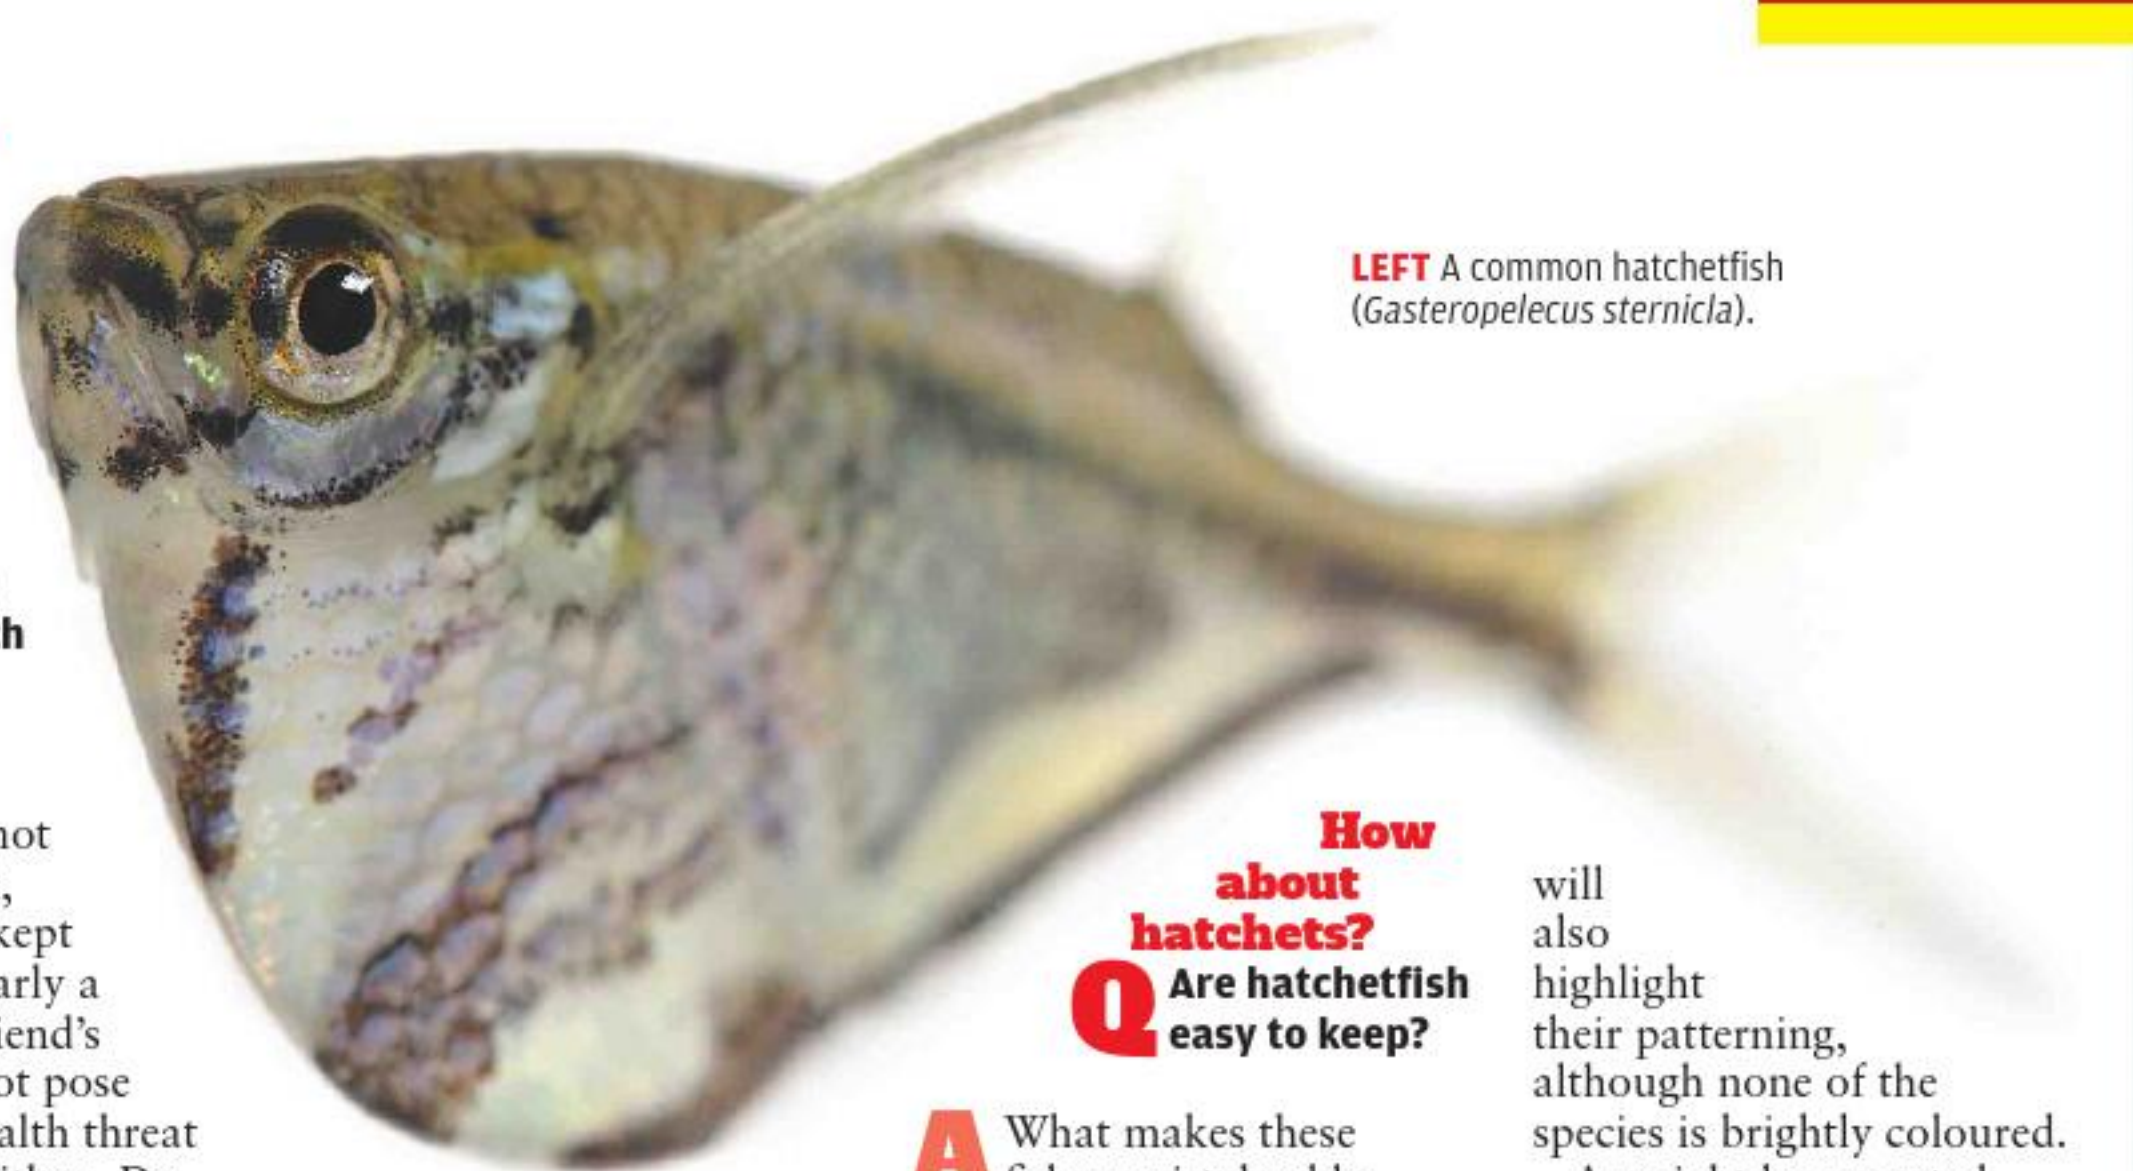 h
not
,
kept
arly a
iend's
ot pose
alth threat
LEFT A common hatchetfish
(Gasteropelecus sternicla).
How
about
hatchets?
Q Are hatchetfish
easy to keep?
A What makes these
will
also
highlight
their patterning,
although none of the
species is brightly coloured.